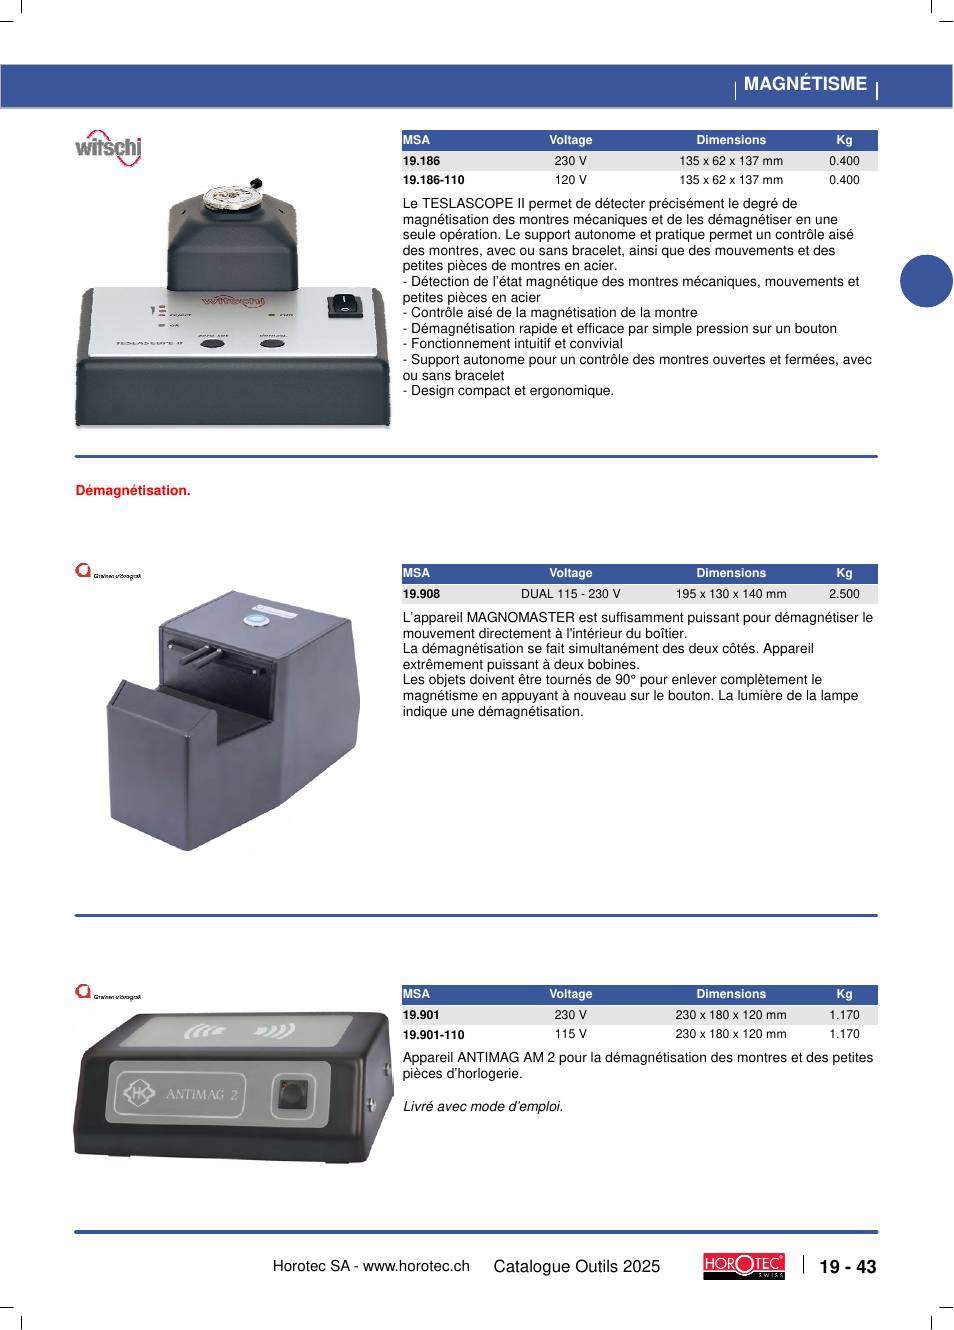 MAGNÉTISME
witschi
MSA Voltage Dimensions Kg
19.186 230 V 135 x 62 x 137 mm 0.400
19.186-110 120 V 135 x 62 x 137 mm 0.400
Le TESLASCOPE II permet de détecter précisément le degré de
magnétisation des montres mécaniques et de les démagnétiser en une
seule opération. Le support autonome et pratique permet un contrôle aisé
des montres, avec ou sans bracelet, ainsi que des mouvements et des
petites pièces de montres en acier.
- Détection de l'état magnétique des montres mécaniques, mouvements et
petites pièces en acier
- Contrôle aisé de la magnétisation de la montre
- Démagnétisation rapide et efficace par simple pression sur un bouton
- Fonctionnement intuitif et convivial
- Support autonome pour un contrôle des montres ouvertes et fermées, avec
ou sans bracelet
- Design compact et ergonomique.
witschi
reject
run
ok
zero set demag.
TESLASCOPE II
Démagnétisation.
Greiner vibrograf
MSA Voltage Dimensions Kg
19.908 DUAL 115 - 230 V 195 x 130 x 140 mm 2.500
L'appareil MAGNOMASTER est suffisamment puissant pour démagnétiser le
mouvement directement à l'intérieur du boîtier.
La démagnétisation se fait simultanément des deux côtés. Appareil
extrêmement puissant à deux bobines.
Les objets doivent être tournés de 90° pour enlever complètement le
magnétisme en appuyant à nouveau sur le bouton. La lumière de la lampe
indique une démagnétisation.
Greiner vibrograf
MSA Voltage Dimensions Kg
19.901 230 V 230 x 180 x 120 mm 1.170
19.901-110 115 V 230 x 180 x 120 mm 1.170
Appareil ANTIMAG AM 2 pour la démagnétisation des montres et des petites
pièces d'horlogerie.
Livré avec mode d'emploi.
HK ANTIMAG 2
Horotec SA - www.horotec.ch Catalogue Outils 2025 HOROTEC SWISS 19 - 43